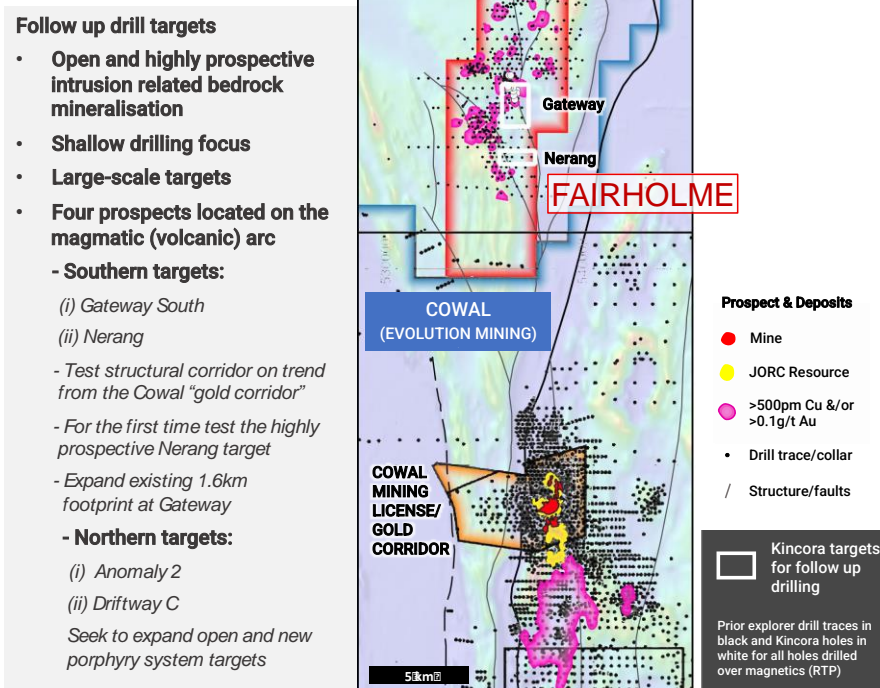 Follow up drill targets
• Open and highly prospective
intrusion related bedrock
mineralisation
• Shallow drilling focus
• Large-scale targets
• Four prospects located on the
magmatic (volcanic) arc
- Southern targets:
(i) Gateway South
(ii) Nerang
- Test structural corridor on trend
from the Cowal “gold corridor”
- For the first time test the highly
prospective Nerang target
- Expand existing 1.6km
footprint at Gateway
- Northern targets:
(i) Anomaly 2
(ii) Driftway C
Seek to expand open and new
porphyry system targets
Gateway
Nerang
FAIRHOLME
COWAL
(EVOLUTION MINING)
COWAL
MINING
LICENSE/
GOLD
CORRIDOR
5 km
Prospect & Deposits
Mine
JORC Resource
>500pm Cu &/or
>0.1g/t Au
• Drill trace/collar
/ Structure/faults
Kincora targets
for follow up
drilling
Prior explorer drill traces in
black and Kincora holes in
white for all holes drilled
over magnetics (RTP)